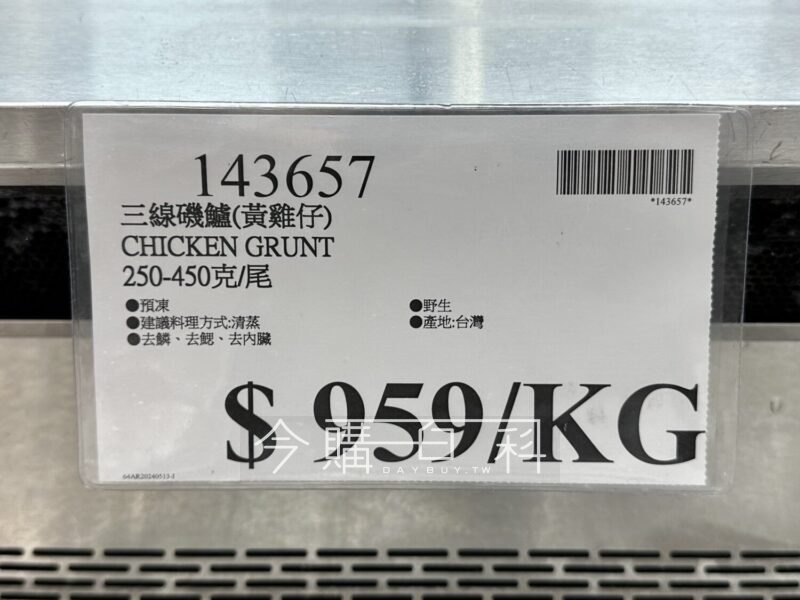 143657
*143657*
三線磯鱸(黃雞仔)
CHICKEN GRUNT
250-450克/尾
●預凍
●野生
●建議料理方式:清蒸
●產地:台灣
●去鱗、去鰓、去內臟
$ 959/KG
今購百科
DAYBUY.TW
64AR20240513-J